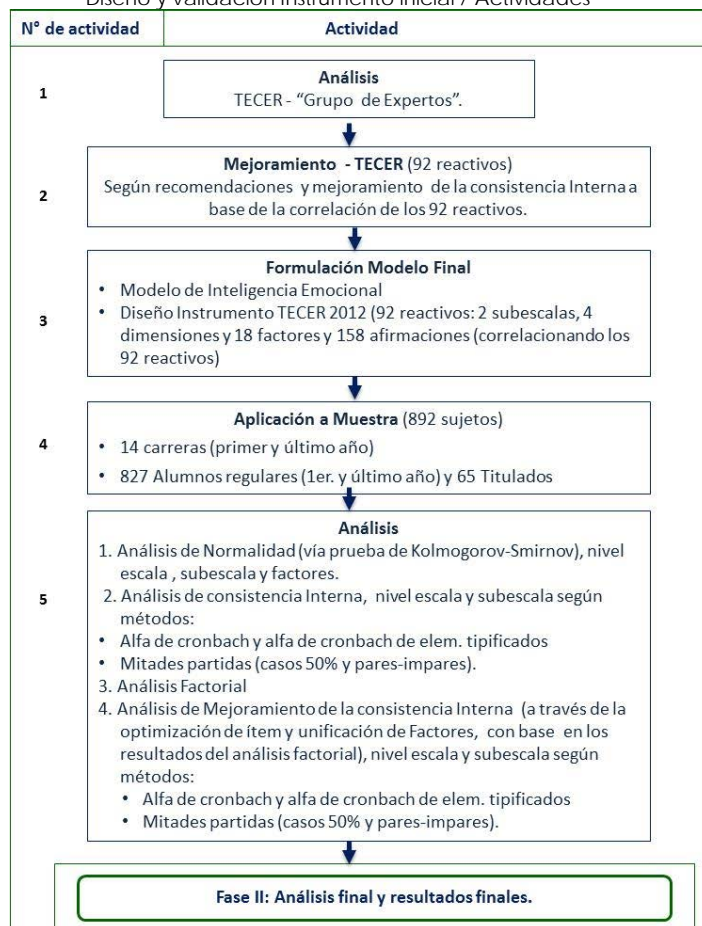 Diseño y validación instrumento inicial / Actividades
N° de actividad Actividad
1
Análisis
TECER - “Grupo de Expertos”.
2
Mejoramiento - TECER (92 reactivos)
Según recomendaciones y mejoramiento de la consistencia Interna a
base de la correlación de los 92 reactivos.
3
Formulación Modelo Final
• Modelo de Inteligencia Emocional
• Diseño Instrumento TECER 2012 (92 reactivos: 2 subescalas, 4
dimensiones y 18 factores y 158 afirmaciones (correlacionando los
92 reactivos)
4
Aplicación a Muestra (892 sujetos)
• 14 carreras (primer y último año)
• 827 Alumnos regulares (1er. y último año) y 65 Titulados
5
Análisis
1. Análisis de Normalidad (vía prueba de Kolmogorov-Smirnov), nivel
escala , subescala y factores.
2. Análisis de consistencia Interna, nivel escala y subescala según
métodos:
• Alfa de cronbach y alfa de cronbach de elem. tipificados
• Mitades partidas (casos 50% y pares-impares).
3. Análisis Factorial
4. Análisis de Mejoramiento de la consistencia Interna (a través de la
optimización de ítem y unificación de Factores, con base en los
resultados del análisis factorial), nivel escala y subescala según
métodos:
• Alfa de cronbach y alfa de cronbach de elem. tipificados
• Mitades partidas (casos 50% y pares-impares).
Fase II: Análisis final y resultados finales.